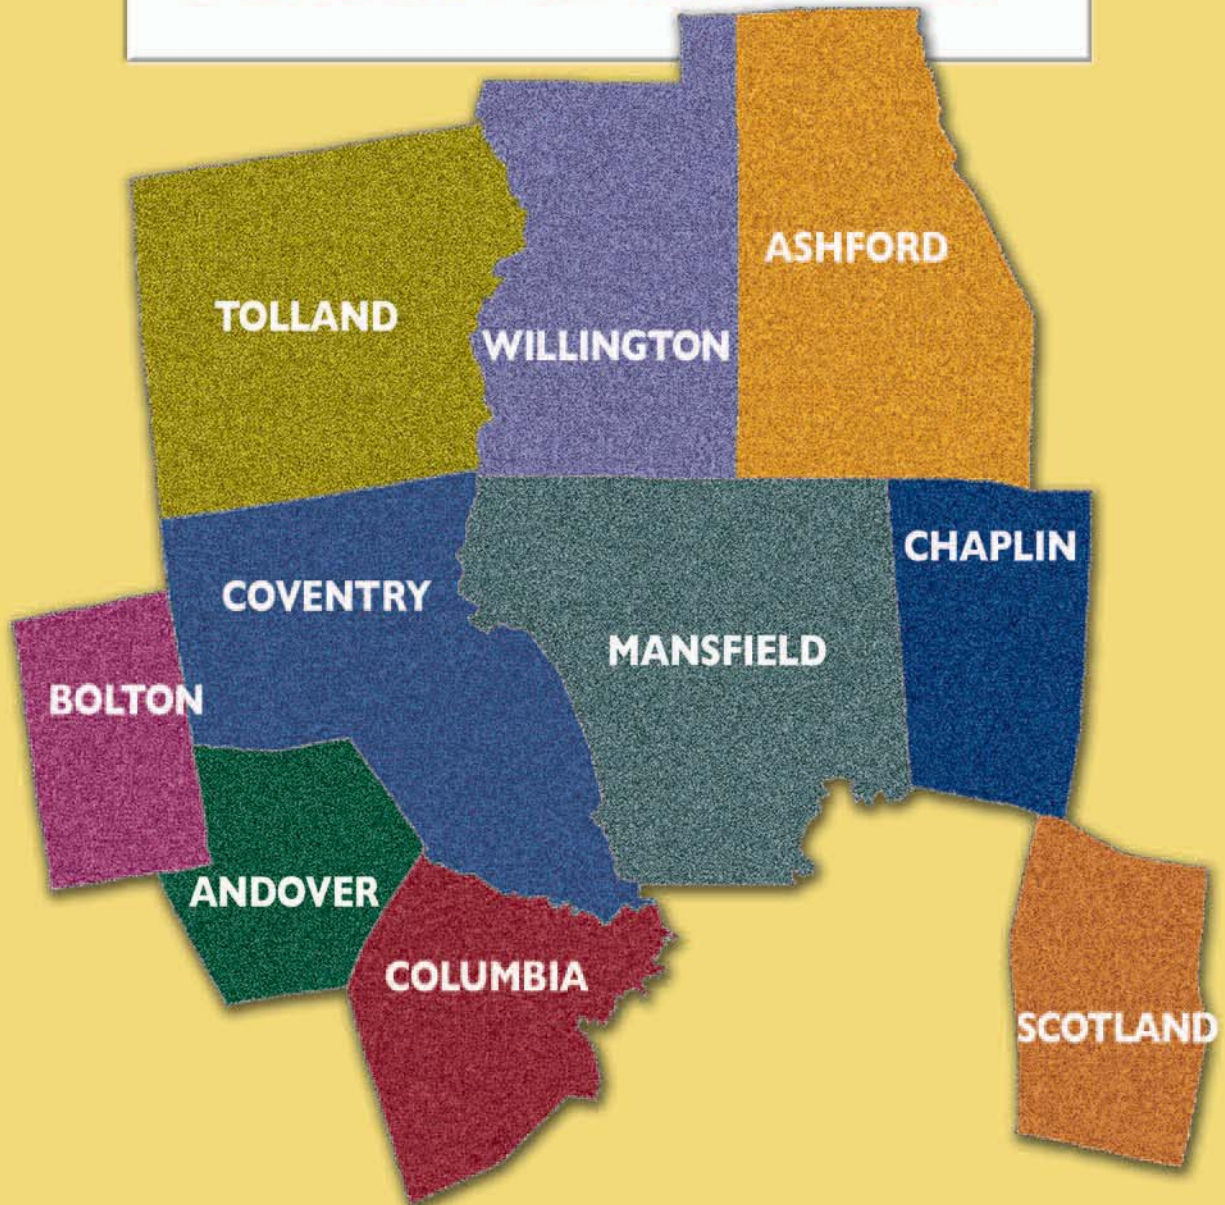 ASHFORD
TOLLAND
WILLINGTON
CHAPLIN
COVENTRY
MANSFIELD
BOLTON
ANDOVER
COLUMBIA
SCOTLAND